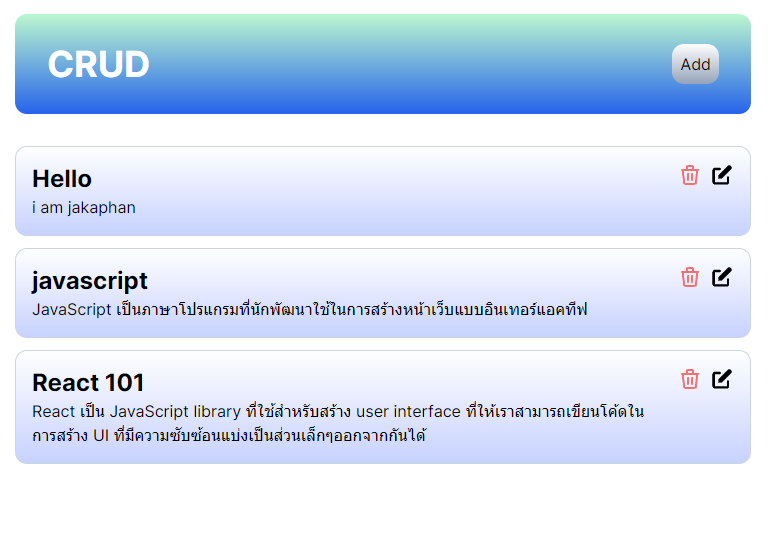 CRUD
Add
Hello
i am jakaphan
javascript
JavaScript เป็นภาษาโปรแกรมที่นักพัฒนาใช้ในการสร้างหน้าเว็บแบบอินเทอร์แอคทีฟ
React 101
React เป็น JavaScript library ที่ใช้สำหรับสร้าง user interface ที่ให้เราสามารถเขียนโค้ดใน
การสร้าง UI ที่มีความซับซ้อนแบ่งเป็นส่วนเล็กๆออกจากกันได้